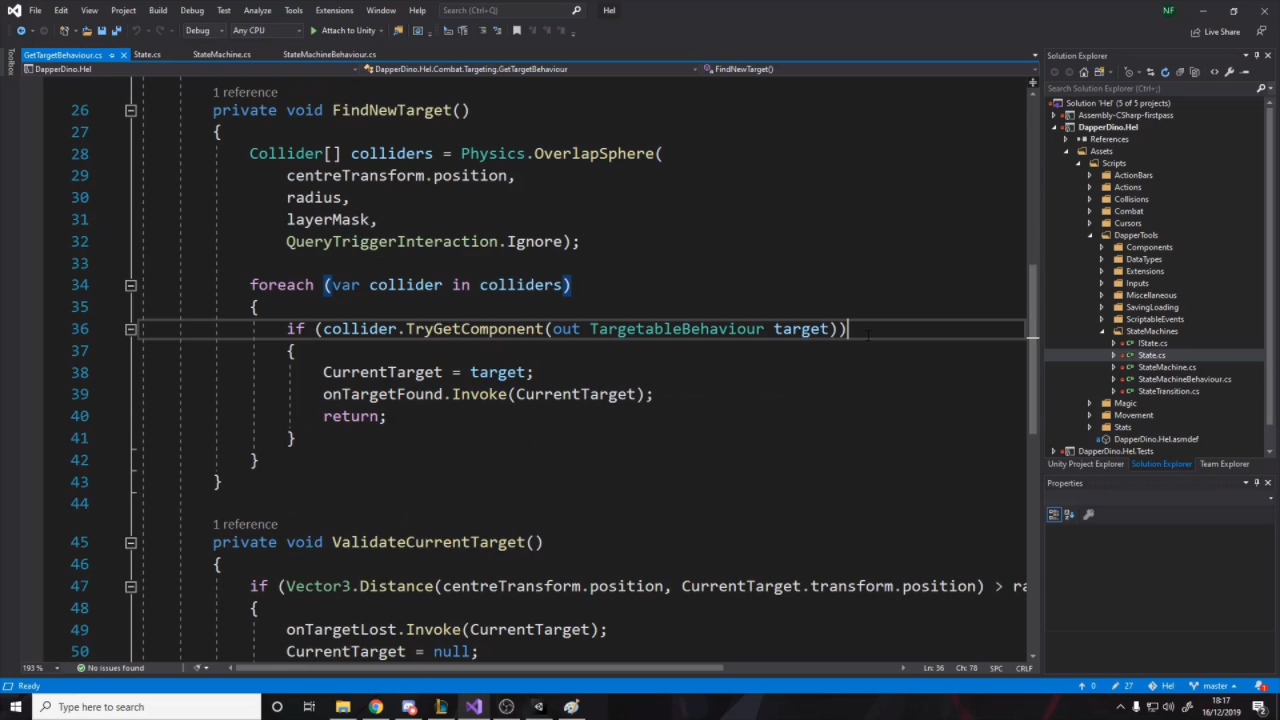 File Edit View Project Build Debug Test Analyze Tools Extensions Window Help Search (Ctrl+Q) Hel NF
Debug Any CPU Attach to Unity Live Share
GetTargetBehaviour.cs State.cs StateMachine.cs StateMachineBehaviour.cs
DapperDino.Hel DapperDino.Hel.Combat.Targeting.GetTargetBehaviour FindNewTarget()
Toolbox
1 reference
26 private void FindNewTarget()
27 {
28 Collider[] colliders = Physics.OverlapSphere(
29 centreTransform.position,
30 radius,
31 layerMask,
32 QueryTriggerInteraction.Ignore);
33
34 foreach (var collider in colliders)
35 {
36 if (collider.TryGetComponent(out TargetableBehaviour target))
37 {
38 CurrentTarget = target;
39 onTargetFound.Invoke(CurrentTarget);
40 return;
41 }
42 }
43 }
44
1 reference
45 private void ValidateCurrentTarget()
46 {
47 if (Vector3.Distance(centreTransform.position, CurrentTarget.transform.position) > ra
48 {
49 onTargetLost.Invoke(CurrentTarget);
50 CurrentTarget = null;
193 % No issues found Ln: 36 Ch: 78 SPC CRLF
Solution Explorer
Search Solution Explorer (Ctrl+;)
Solution 'Hel' (5 of 5 projects)
Assembly-CSharp-firstpass
DapperDino.Hel
References
Assets
Scripts
ActionBars
Actions
Collisions
Combat
Cursors
DapperTools
Components
DataTypes
Extensions
Inputs
Miscellaneous
SavingLoading
ScriptableEvents
StateMachines
IState.cs
State.cs
StateMachine.cs
StateMachineBehaviour.cs
StateTransition.cs
Magic
Movement
Stats
DapperDino.Hel.asmdef
DapperDino.Hel.Tests
Unity Project Explorer Solution Explorer Team Explorer
Properties
Ready 0 27 Hel master 1
Type here to search 18:17
16/12/2019 2